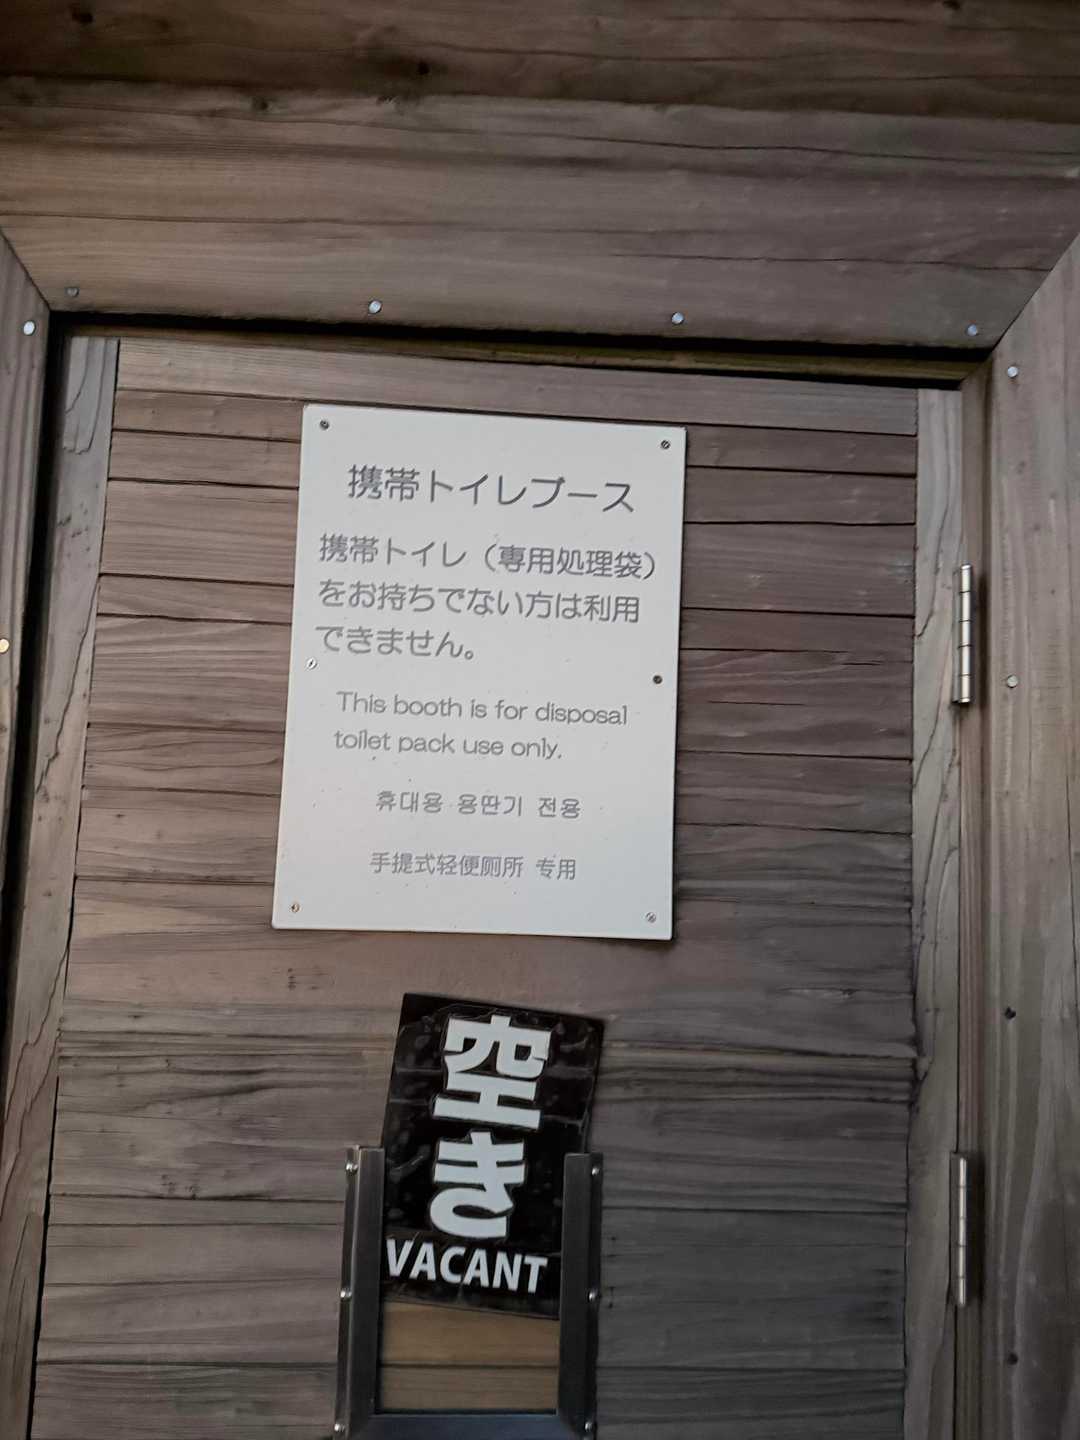 携帯トイレブース
携帯トイレ（専用処理袋）
をお持ちでない方は利用
できません。
This booth is for disposal
toilet pack use only.
휴대용 용딴기 전용
手提式轻便厕所 专用
空き
VACANT